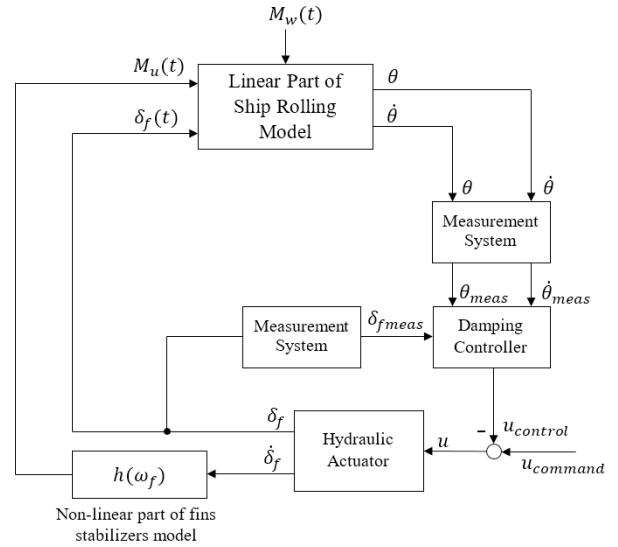 M_w(t)
M_u(t)
Linear Part of
Ship Rolling
Model
θ
δ_f(t)
θ̇
θ
θ̇
Measurement
System
θ_meas
θ̇_meas
Measurement
System
δ_fmeas
Damping
Controller
δ_f
Hydraulic
Actuator
u
-
u_control
u_command
δ̇_f
h(ω_f)
Non-linear part of fins
stabilizers model